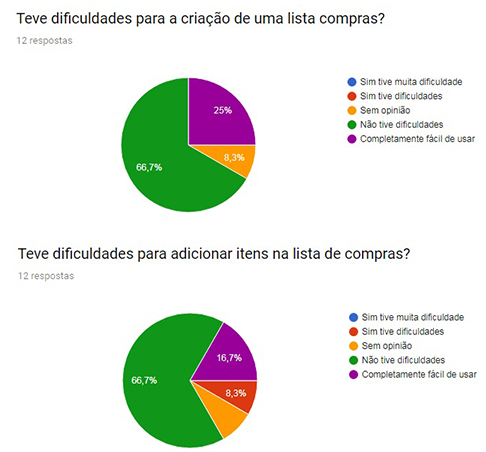 Teve dificuldades para a criação de uma lista compras?
12 respostas
25%
8,3%
66,7%
Sim tive muita dificuldade
Sim tive dificuldades
Sem opinião
Não tive dificuldades
Completamente fácil de usar
Teve dificuldades para adicionar itens na lista de compras?
12 respostas
16,7%
66,7%
8,3%
Sim tive muita dificuldade
Sim tive dificuldades
Sem opinião
Não tive dificuldades
Completamente fácil de usar